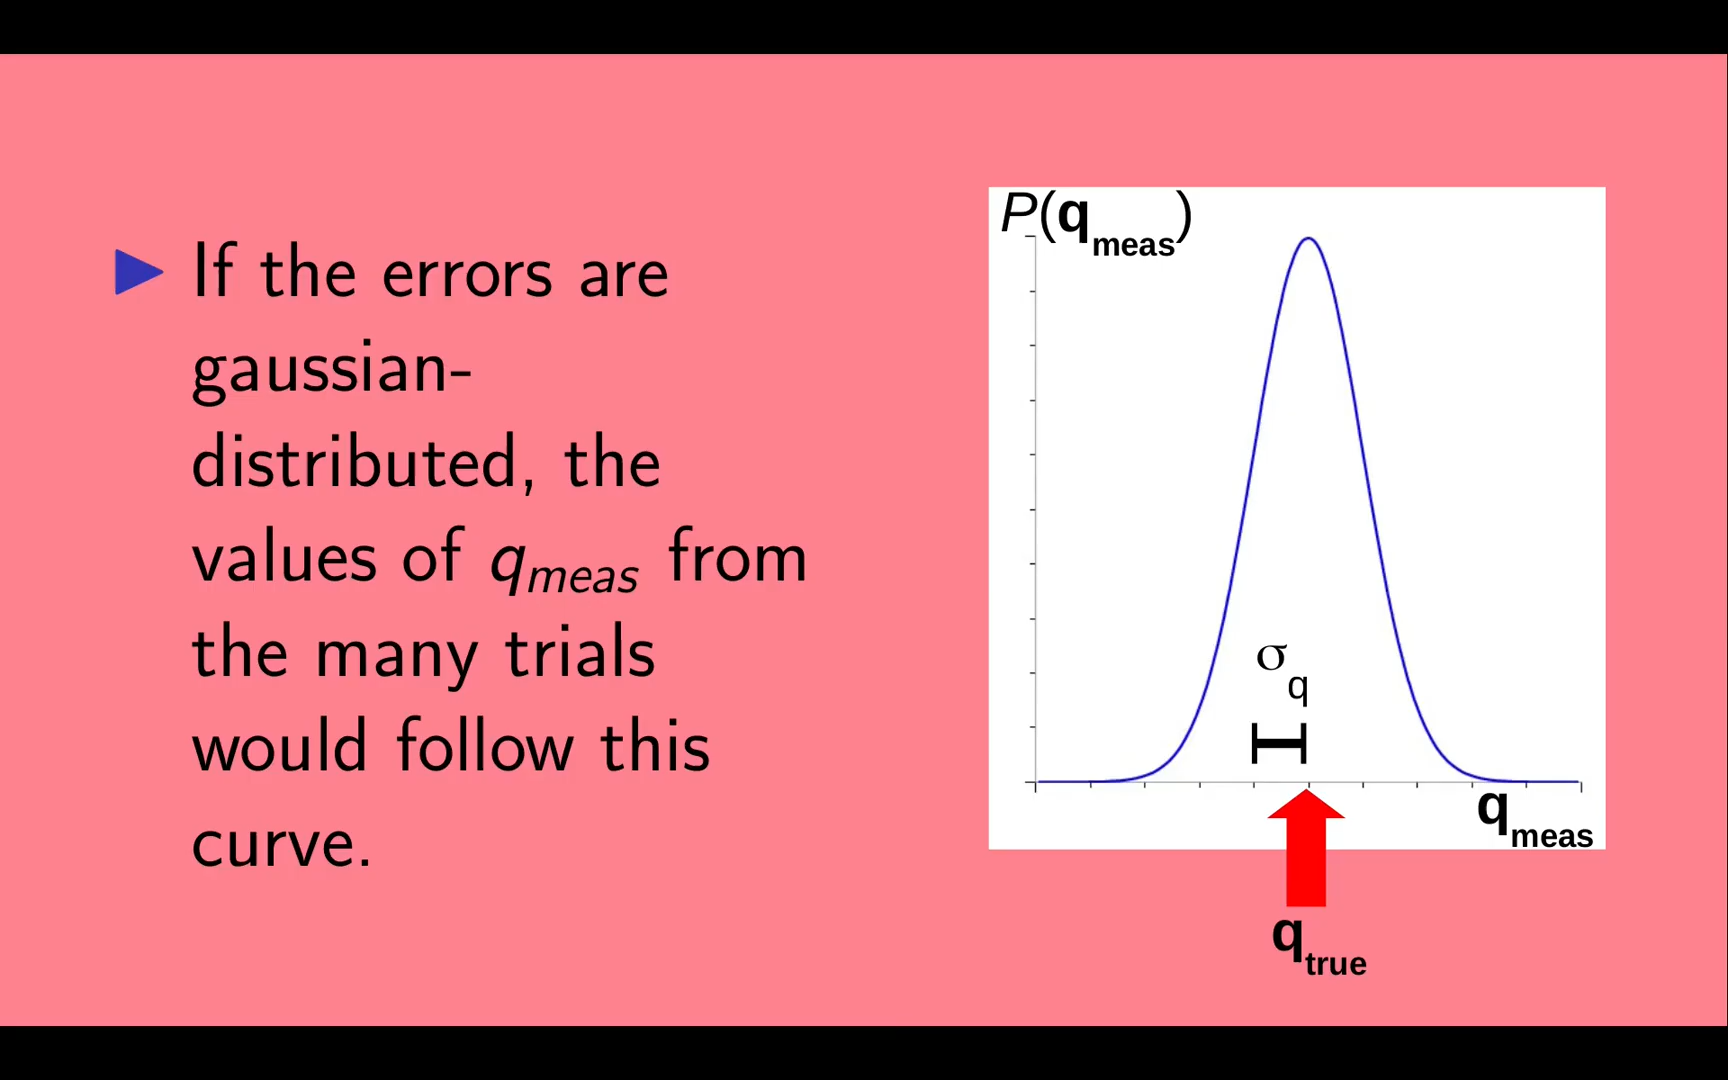 If the errors are
gaussian-
distributed, the
values of q_meas from
the many trials
would follow this
curve.
P(q_meas)
σ_q
q_meas
q_true